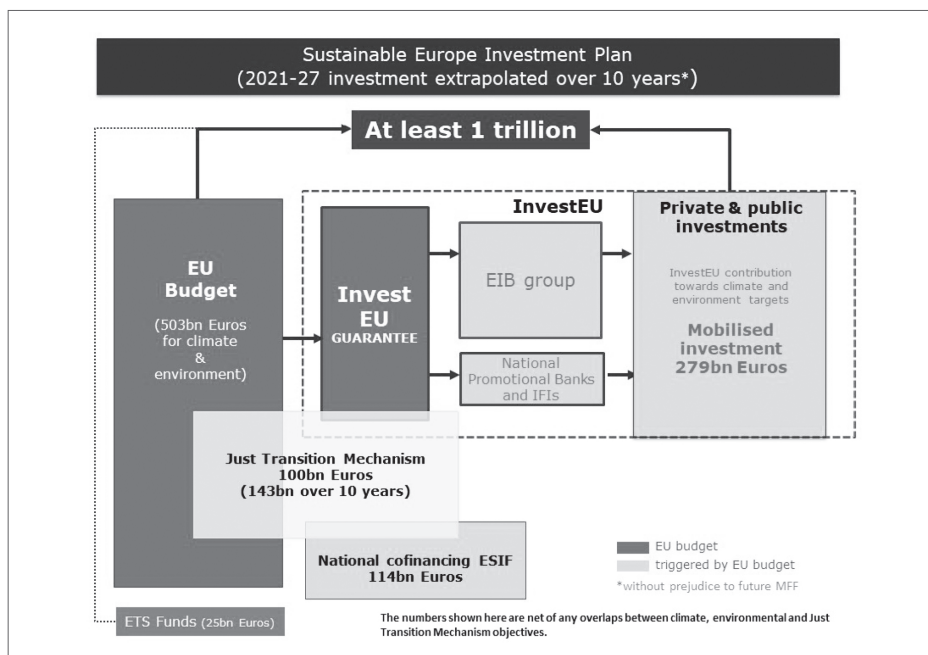 Sustainable Europe Investment Plan
(2021-27 investment extrapolated over 10 years*)
At least 1 trillion
EU
Budget
(503bn Euros
for climate
&
environment)
InvestEU
Invest
EU
GUARANTEE
EIB group
National
Promotional Banks
and IFIs
Private & public
investments
InvestEU contribution
towards climate and
environment targets
Mobilised
investment
279bn Euros
Just Transition Mechanism
100bn Euros
(143bn over 10 years)
National cofinancing ESIF
114bn Euros
EU budget
triggered by EU budget
*without prejudice to future MFF
ETS Funds (25bn Euros)
The numbers shown here are net of any overlaps between climate, environmental and Just
Transition Mechanism objectives.